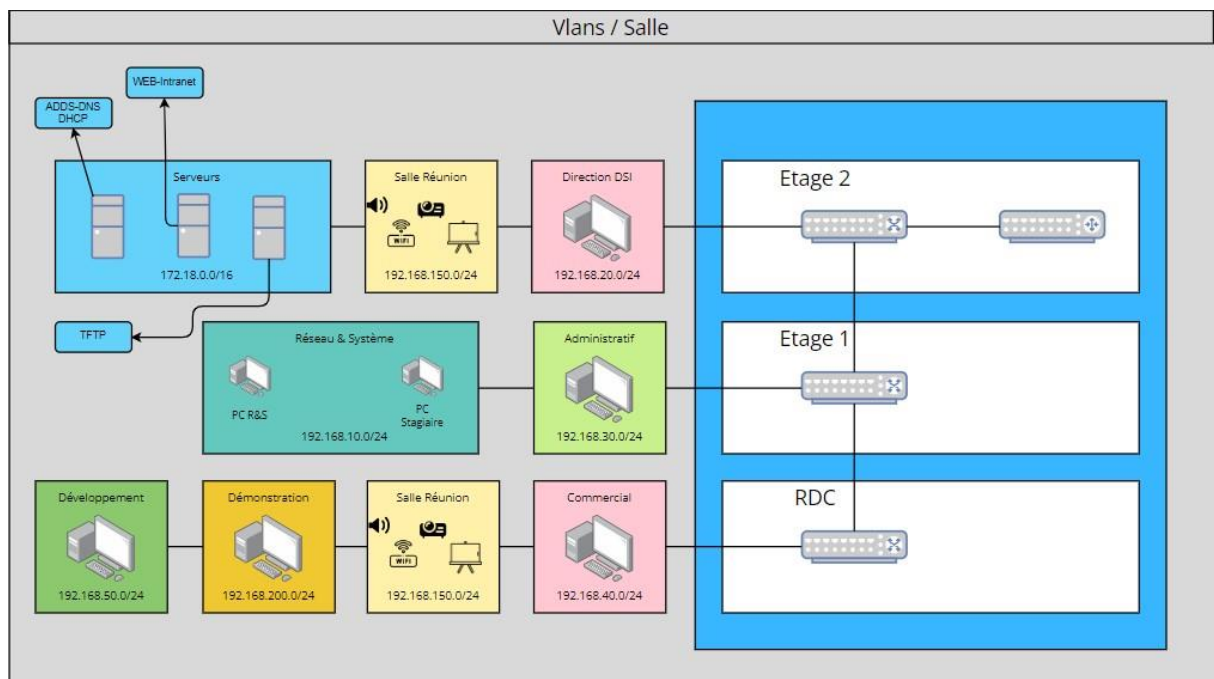 Vlans / Salle
WEB-Intranet
ADDS-DNS
DHCP
Serveurs
172.18.0.0/16
Salle Réunion
WIFI
192.168.150.0/24
Direction DSI
192.168.20.0/24
Etage 2
TFTP
Réseau & Système
PC R&S
PC
Stagiaire
192.168.10.0/24
Administratif
192.168.30.0/24
Etage 1
Développement
192.168.50.0/24
Démonstration
192.168.200.0/24
Salle Réunion
WIFI
192.168.150.0/24
Commercial
192.168.40.0/24
RDC